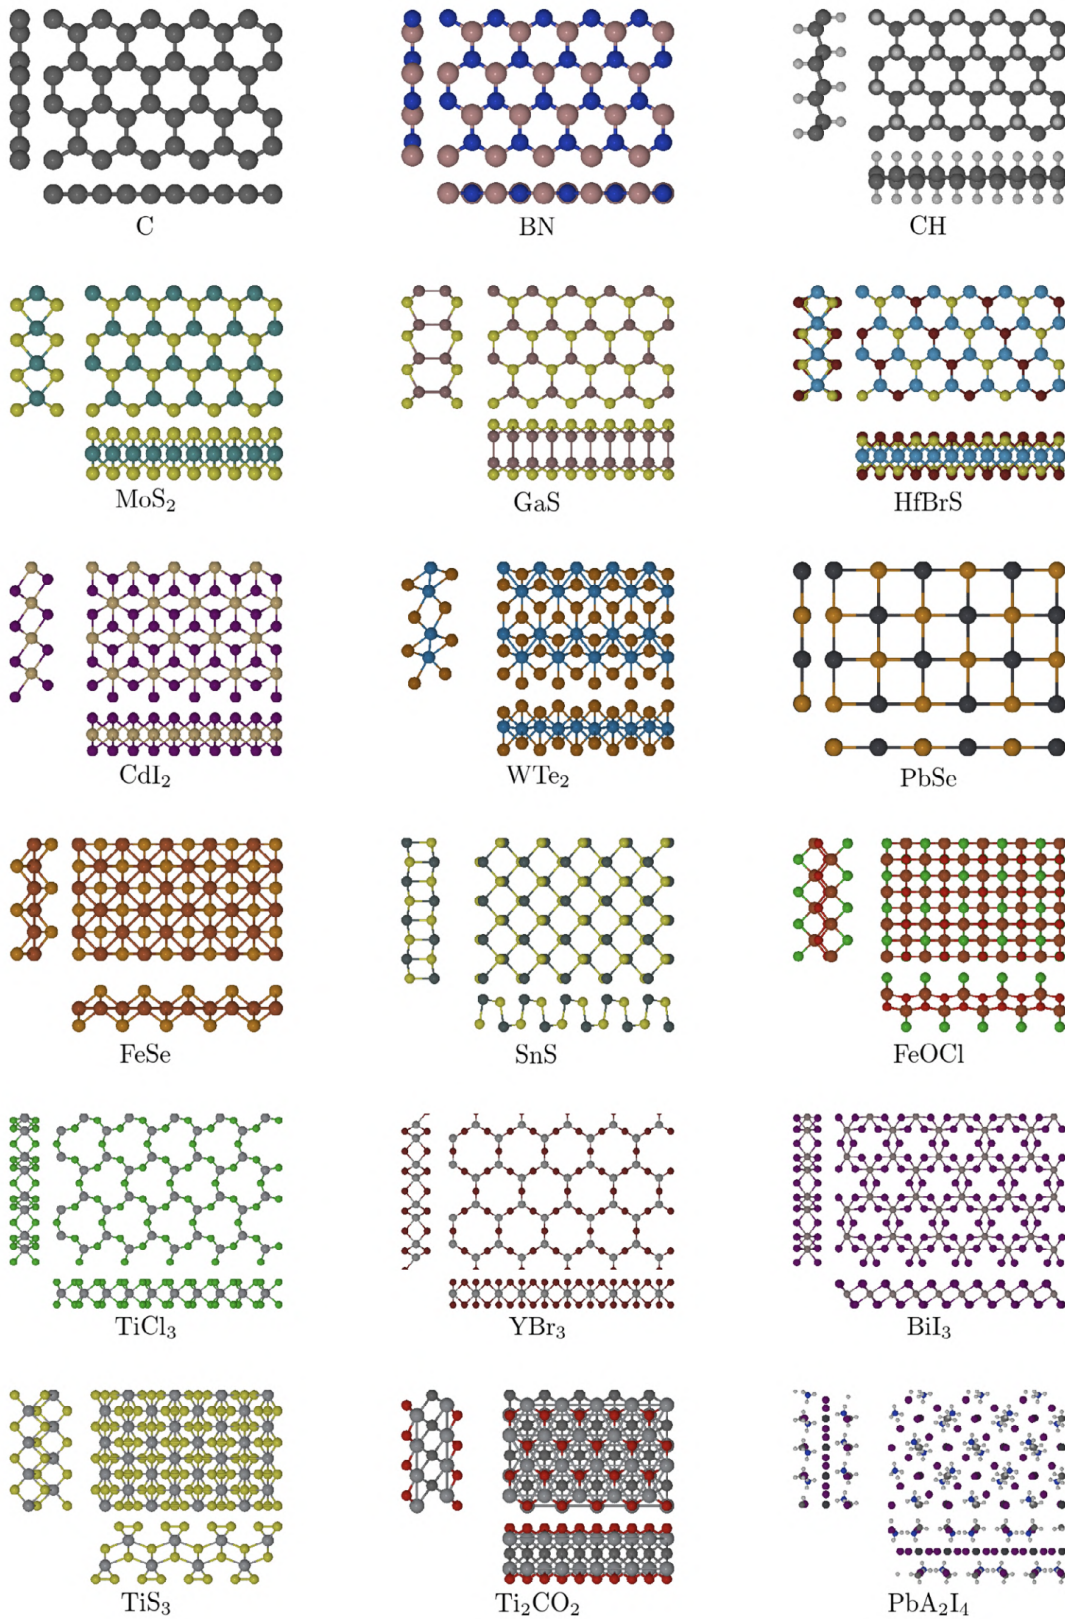 C BN CH
MoS₂ GaS HfBrS
CdI₂ WTe₂ PbSe
FeSe SnS FeOCl
TiCl₃ YBr₃ BiI₃
TiS₃ Ti₂CO₂ PbA₂I₄